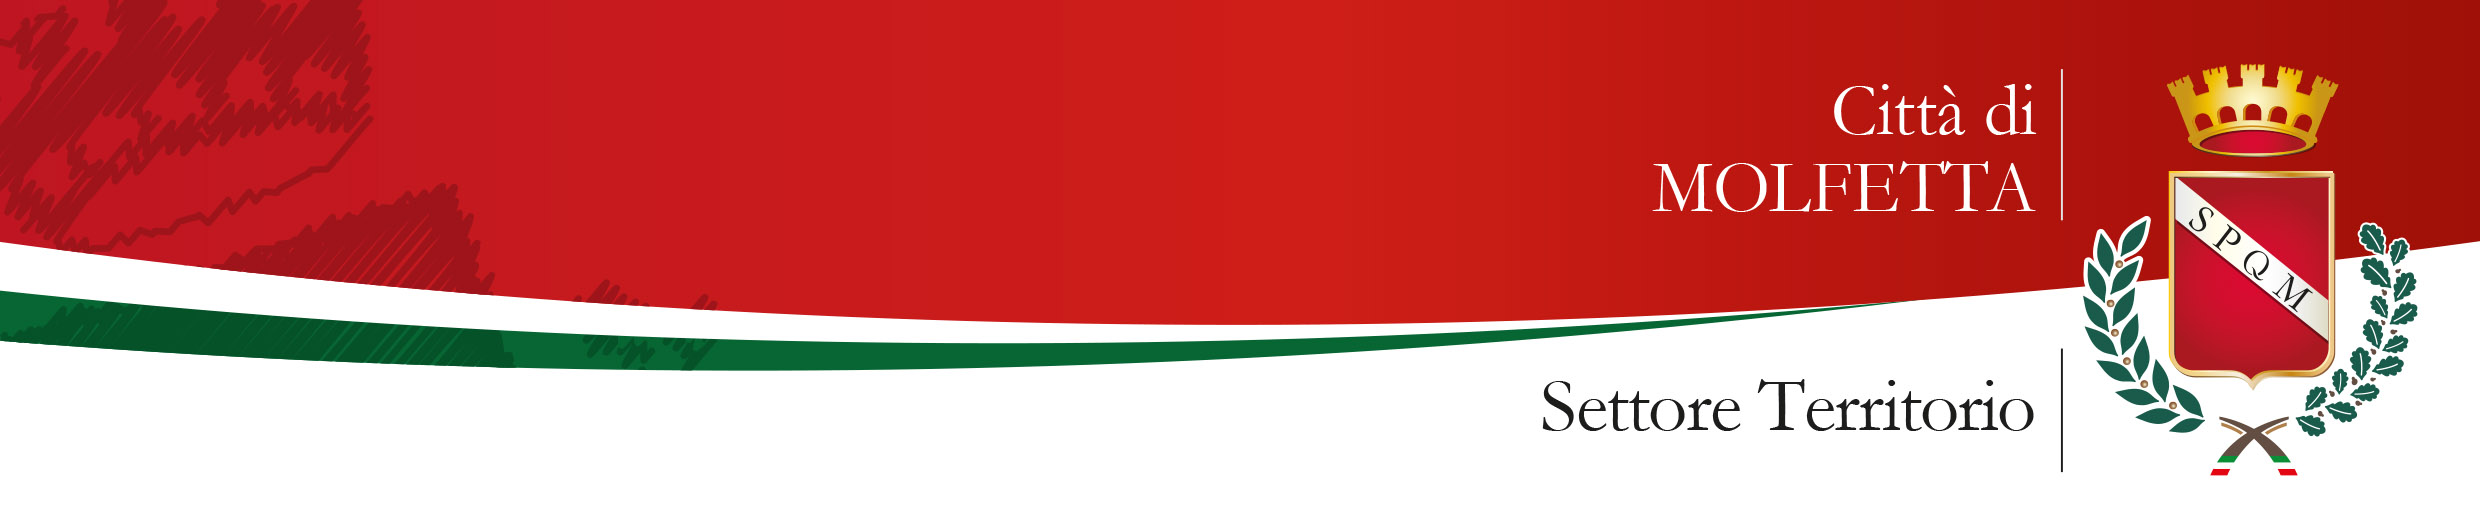 Città di
MOLFETTA
SPQM
Settore Territorio